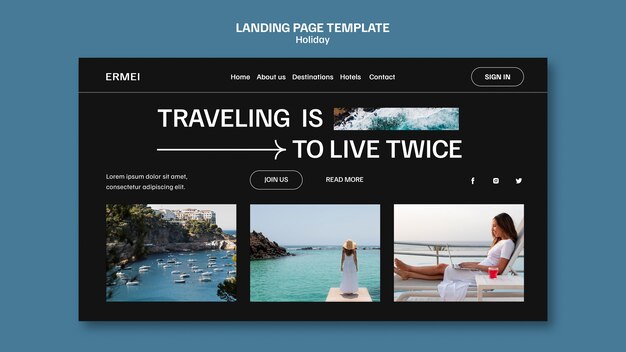 LANDING PAGE TEMPLATE
Holiday
ERMEI
Home About us Destinations Hotels Contact
SIGN IN
TRAVELING IS
TO LIVE TWICE
Lorem ipsum dolor sit amet,
consectetur adipiscing elit.
JOIN US
READ MORE